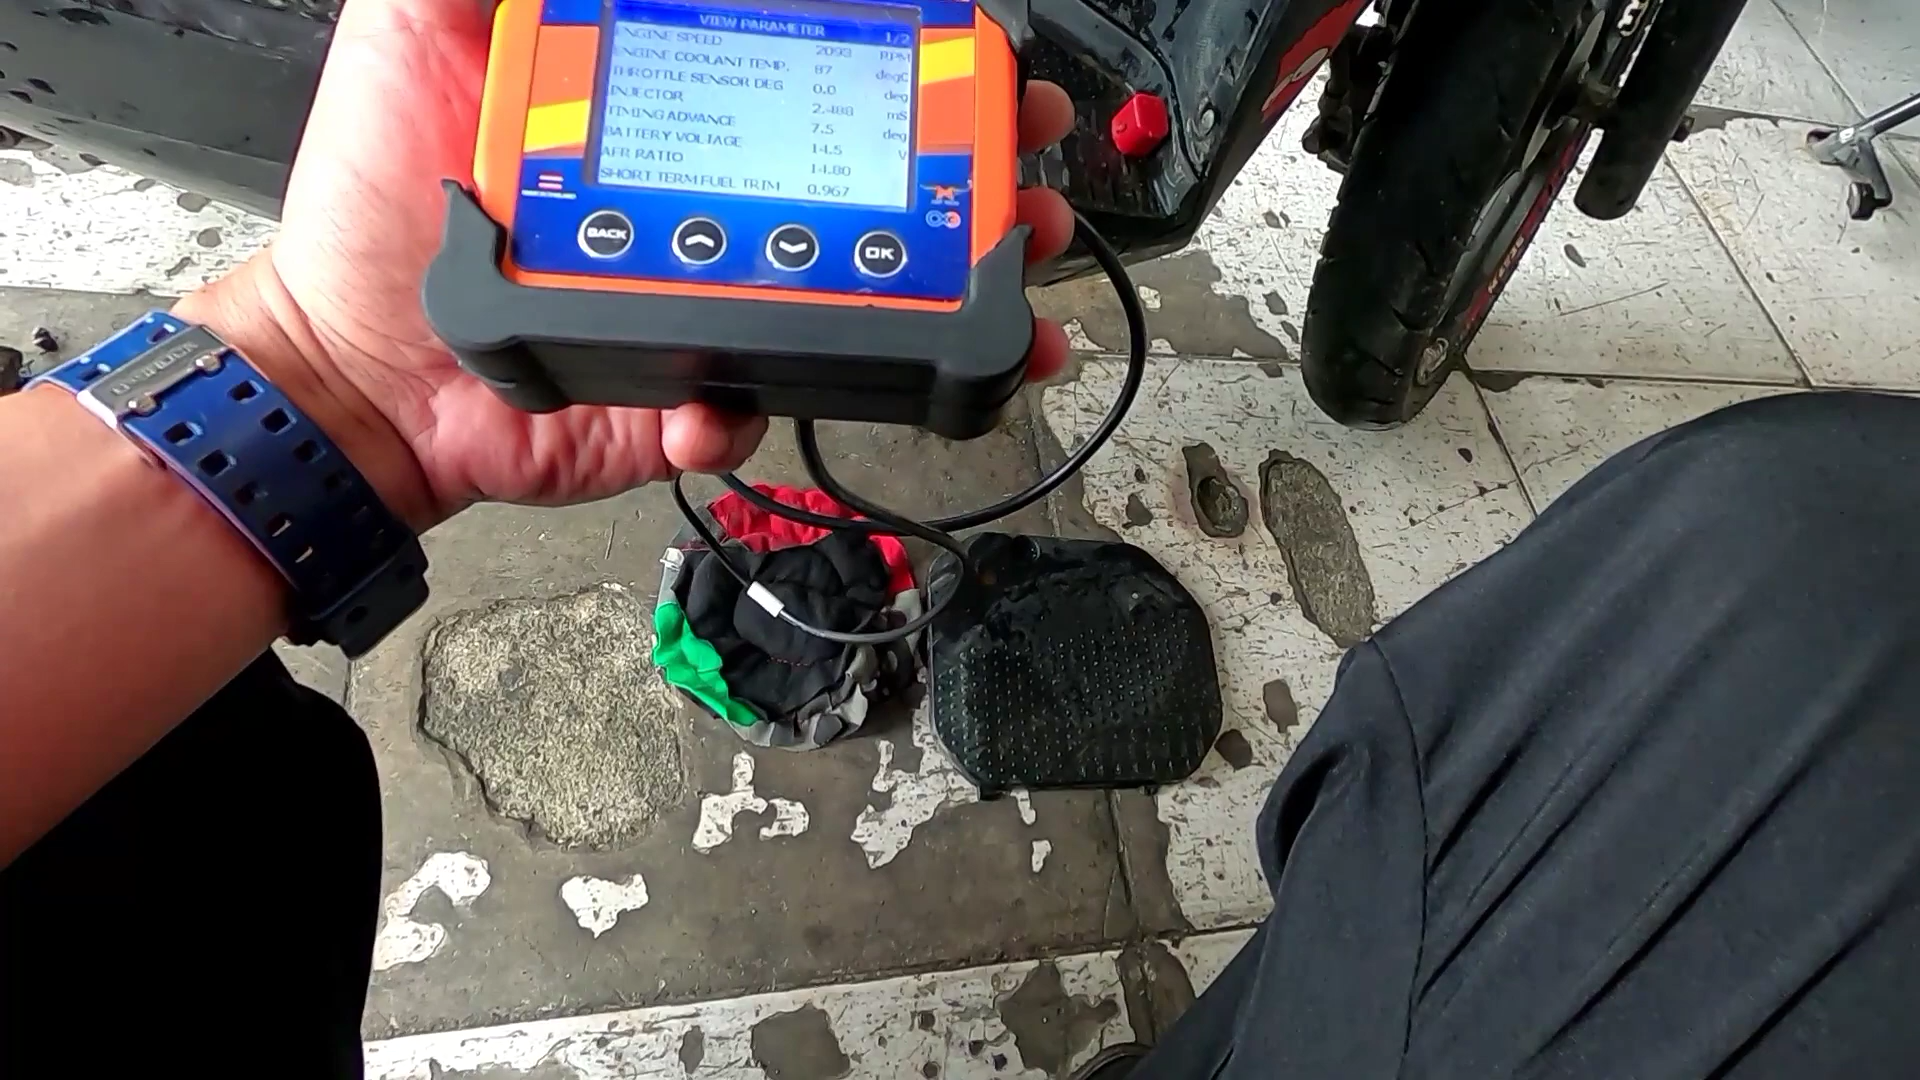 VIEW PARAMETER 1/2
ENGINE SPEED 2093 RPM
ENGINE COOLANT TEMP. 87 degC
THROTTLE SENSOR DEG 0.0 deg
INJECTOR 2.488 mS
TIMING ADVANCE 7.5 deg
BATTERY VOLTAGE 14.5 V
AFR RATIO 14.80
SHORT TERM FUEL TRIM 0.967
BACK
OK